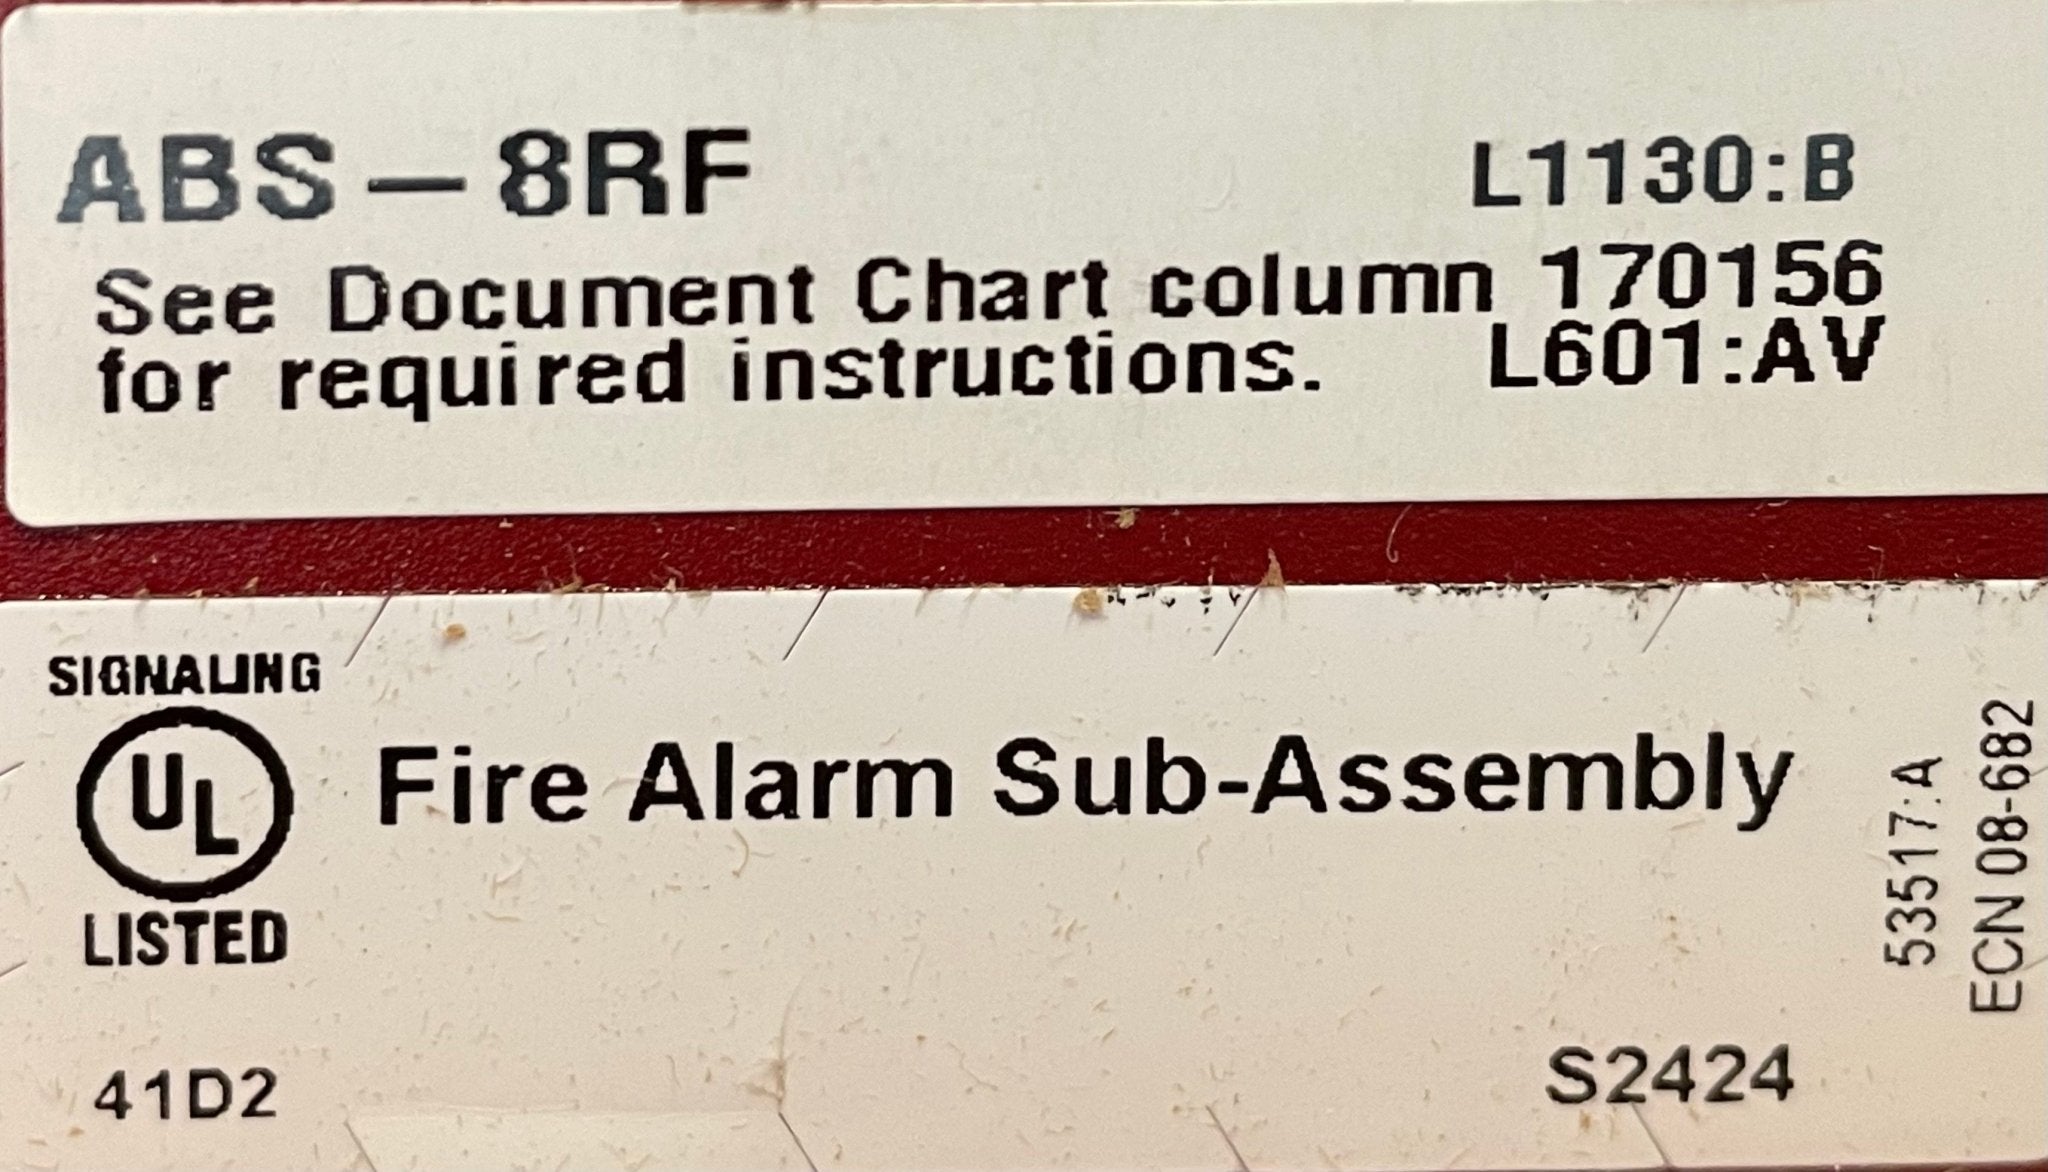 ABS – 8RF L1130:B
See Document Chart column 170156
for required instructions. L601:AV
SIGNALING
UL
LISTED
Fire Alarm Sub-Assembly
53517:A
ECN 08-682
41D2 S2424